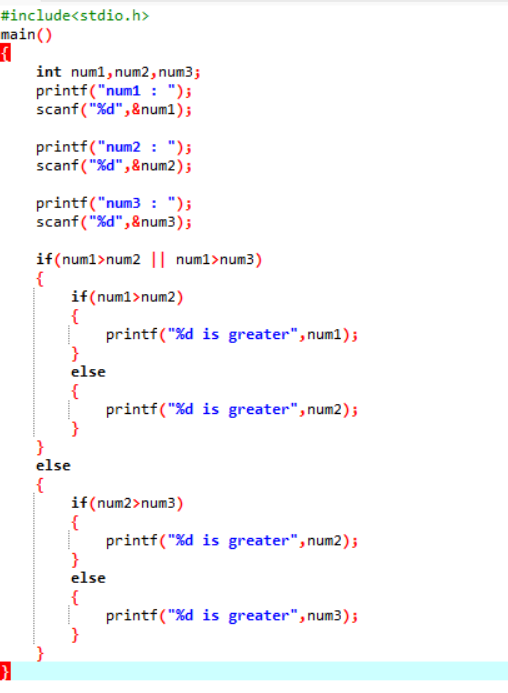 #include<stdio.h>
main()
{
    int num1,num2,num3;
    printf("num1 : ");
    scanf("%d",&num1);

    printf("num2 : ");
    scanf("%d",&num2);

    printf("num3 : ");
    scanf("%d",&num3);

    if(num1>num2 || num1>num3)
    {
        if(num1>num2)
        {
            printf("%d is greater",num1);
        }
        else
        {
            printf("%d is greater",num2);
        }
    }
    else
    {
        if(num2>num3)
        {
            printf("%d is greater",num2);
        }
        else
        {
            printf("%d is greater",num3);
        }
    }
}